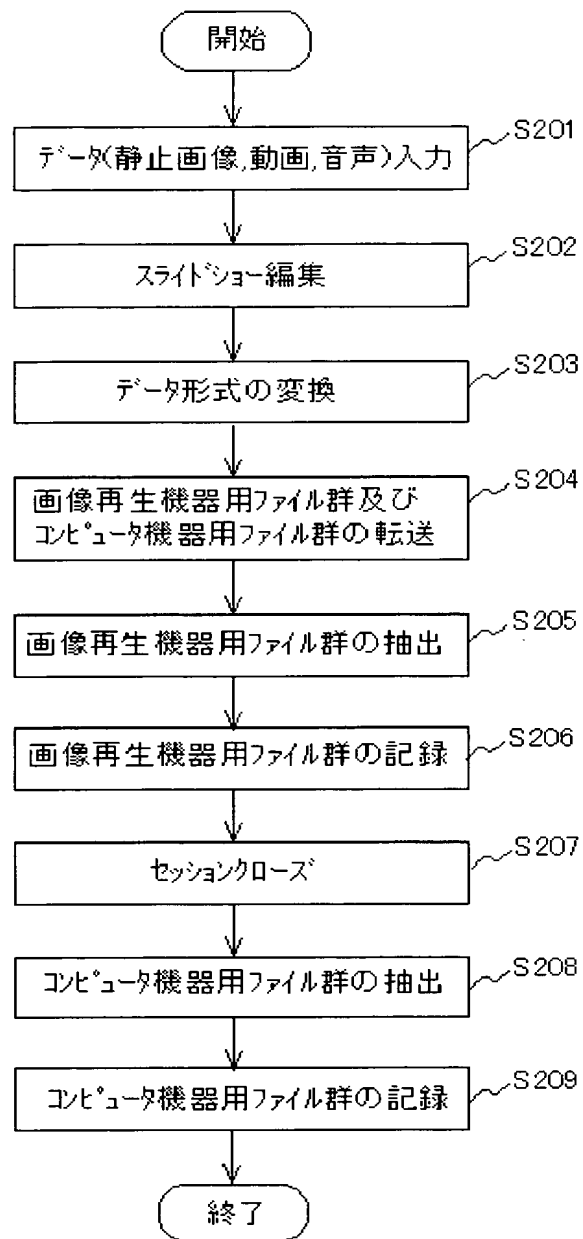 開始
データ(静止画像,動画,音声)入力
S201
スライドショー編集
S202
データ形式の変換
S203
画像再生機器用ファイル群及び
コンピュータ機器用ファイル群の転送
S204
画像再生機器用ファイル群の抽出
S205
画像再生機器用ファイル群の記録
S206
セッションクローズ
S207
コンピュータ機器用ファイル群の抽出
S208
コンピュータ機器用ファイル群の記録
S209
終了